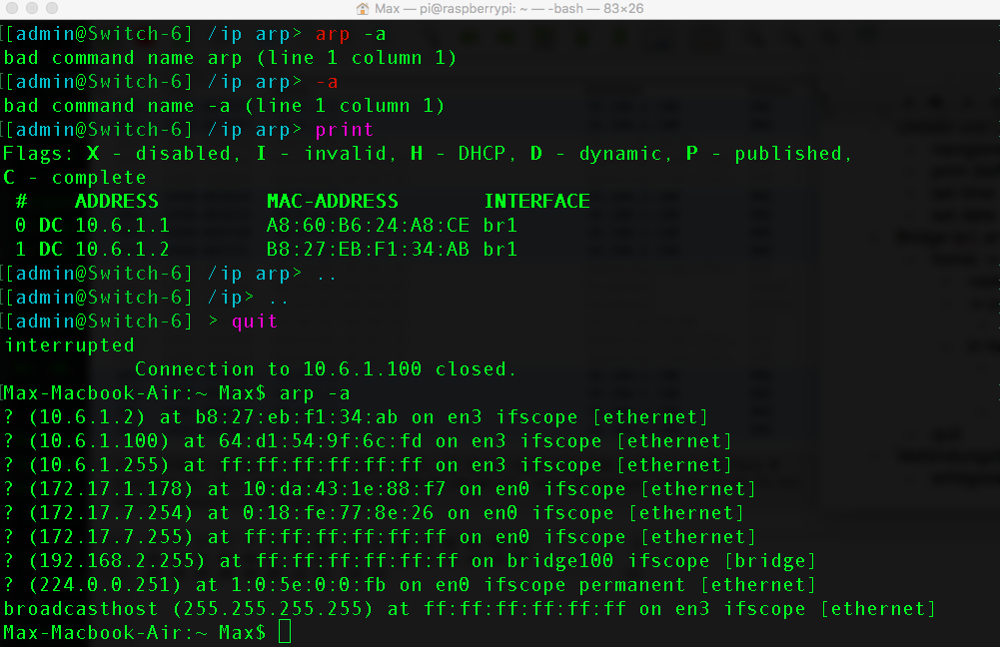 Max — pi@raspberrypi: ~ — -bash — 83×26
[[admin@Switch-6] /ip arp> arp -a
bad command name arp (line 1 column 1)
[[admin@Switch-6] /ip arp> -a
bad command name -a (line 1 column 1)
[[admin@Switch-6] /ip arp> print
Flags: X - disabled, I - invalid, H - DHCP, D - dynamic, P - published,
C - complete
 #    ADDRESS         MAC-ADDRESS       INTERFACE
 0 DC 10.6.1.1        A8:60:B6:24:A8:CE br1
 1 DC 10.6.1.2        B8:27:EB:F1:34:AB br1
[[admin@Switch-6] /ip arp> ..
[[admin@Switch-6] /ip> ..
[[admin@Switch-6] > quit
interrupted
           Connection to 10.6.1.100 closed.
[Max-Macbook-Air:~ Max$ arp -a
? (10.6.1.2) at b8:27:eb:f1:34:ab on en3 ifscope [ethernet]
? (10.6.1.100) at 64:d1:54:9f:6c:fd on en3 ifscope [ethernet]
? (10.6.1.255) at ff:ff:ff:ff:ff:ff on en3 ifscope [ethernet]
? (172.17.1.178) at 10:da:43:1e:88:f7 on en0 ifscope [ethernet]
? (172.17.7.254) at 0:18:fe:77:8e:26 on en0 ifscope [ethernet]
? (172.17.7.255) at ff:ff:ff:ff:ff:ff on en0 ifscope [ethernet]
? (192.168.2.255) at ff:ff:ff:ff:ff:ff on bridge100 ifscope [bridge]
? (224.0.0.251) at 1:0:5e:0:0:fb on en0 ifscope permanent [ethernet]
broadcasthost (255.255.255.255) at ff:ff:ff:ff:ff:ff on en3 ifscope [ethernet]
Max-Macbook-Air:~ Max$